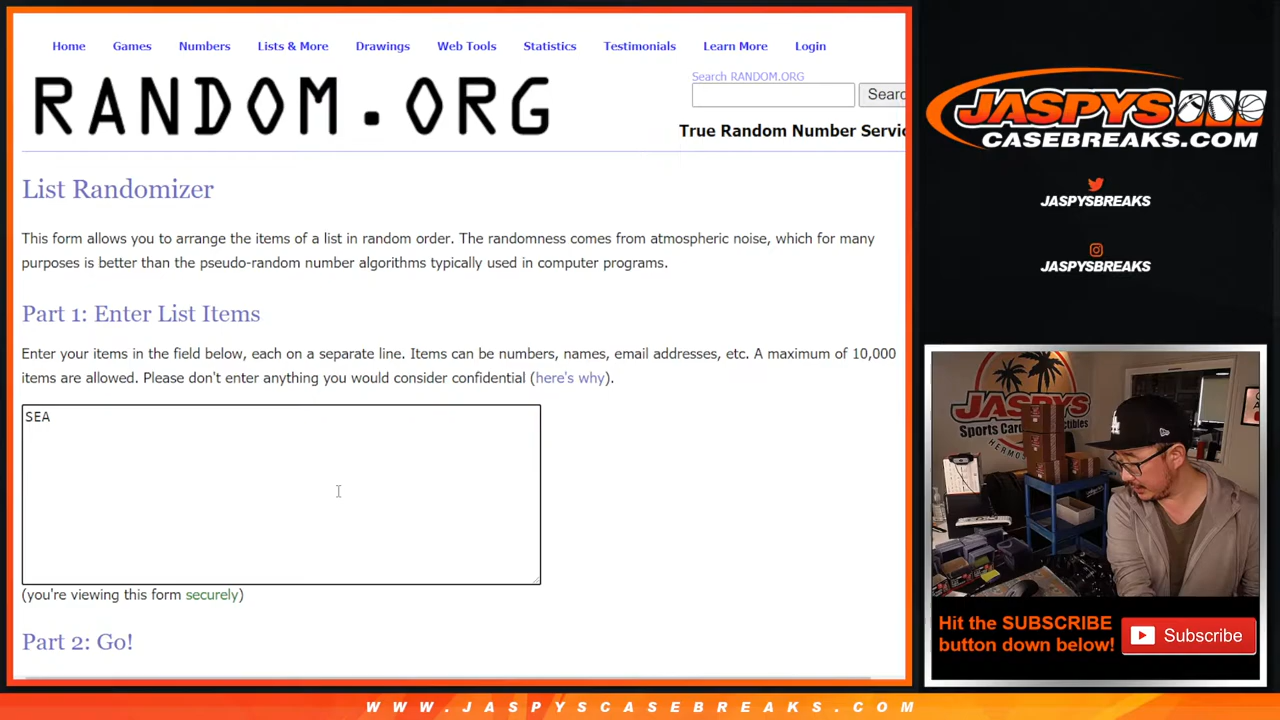 Home Games Numbers Lists & More Drawings Web Tools Statistics Testimonials Learn More Login
RANDOM.ORG
Search RANDOM.ORG
Searc
True Random Number Servic
List Randomizer
This form allows you to arrange the items of a list in random order. The randomness comes from atmospheric noise, which for many
purposes is better than the pseudo-random number algorithms typically used in computer programs.
Part 1: Enter List Items
Enter your items in the field below, each on a separate line. Items can be numbers, names, email addresses, etc. A maximum of 10,000
items are allowed. Please don't enter anything you would consider confidential (here's why).
SEA
(you're viewing this form securely)
Part 2: Go!
JASPYS
CASEBREAKS.COM
JASPYSBREAKS
JASPYSBREAKS
JASPYS
Sports Car
HERMOS
LA
Hit the SUBSCRIBE
button down below!
Subscribe
WWW.JASPYSCASEBREAKS.COM